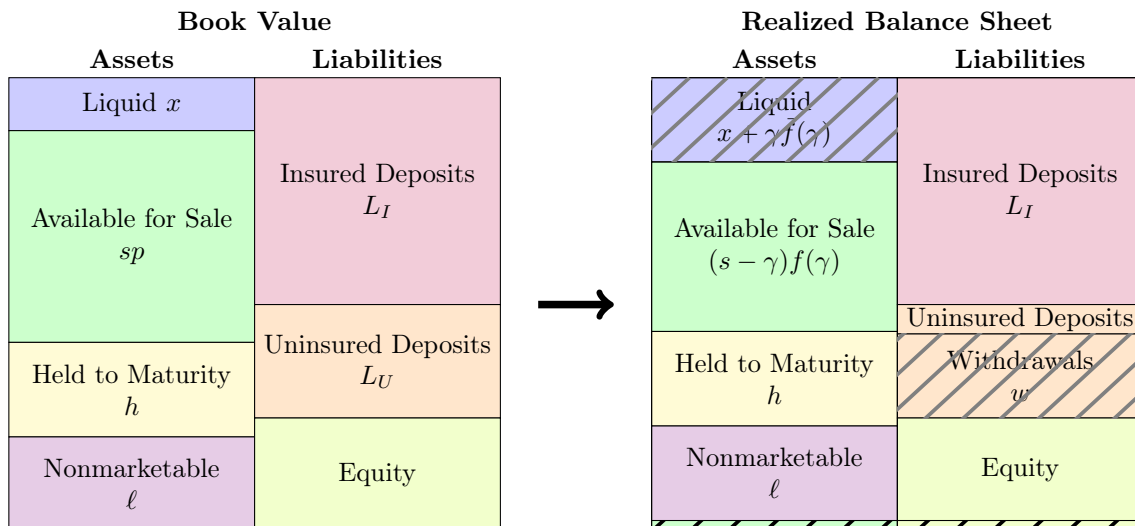 Book Value
Assets Liabilities
Liquid x
Available for Sale
sp
Held to Maturity
h
Nonmarketable
ℓ
Insured Deposits
L_I
Uninsured Deposits
L_U
Equity
Realized Balance Sheet
Assets Liabilities
Liquid
x + γf̄(γ)
Available for Sale
(s − γ)f(γ)
Held to Maturity
h
Nonmarketable
ℓ
Insured Deposits
L_I
Uninsured Deposits
Withdrawals
w
Equity